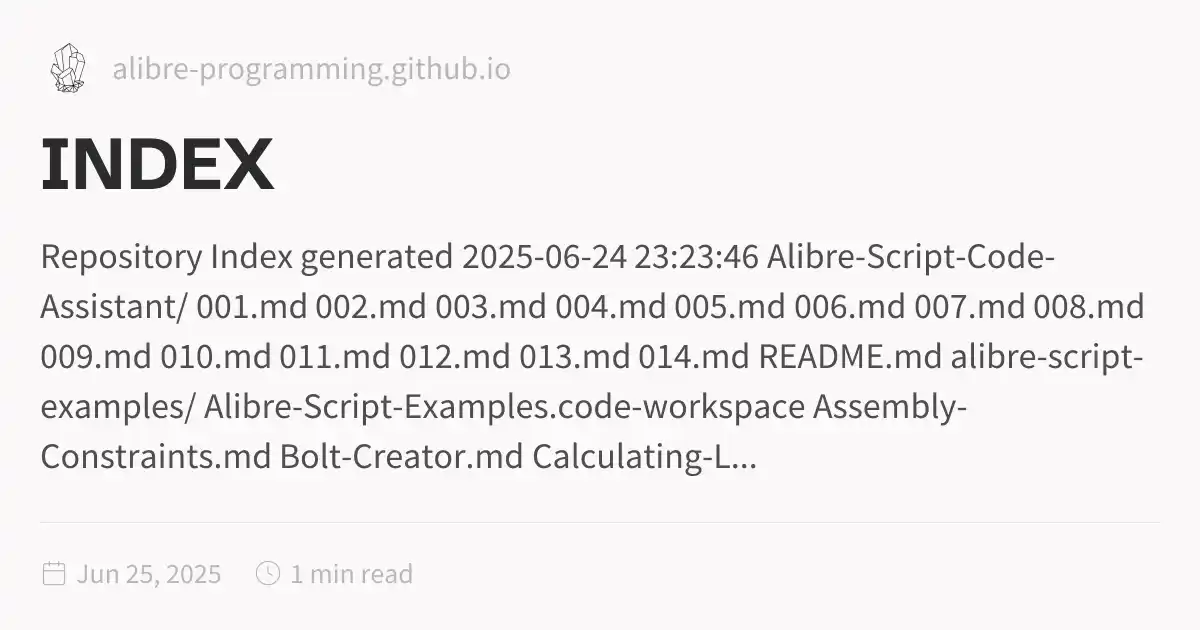 alibre-programming.github.io
INDEX
Repository Index generated 2025-06-24 23:23:46 Alibre-Script-Code-
Assistant/ 001.md 002.md 003.md 004.md 005.md 006.md 007.md 008.md
009.md 010.md 011.md 012.md 013.md 014.md README.md alibre-script-
examples/ Alibre-Script-Examples.code-workspace Assembly-
Constraints.md Bolt-Creator.md Calculating-L...
Jun 25, 2025 1 min read